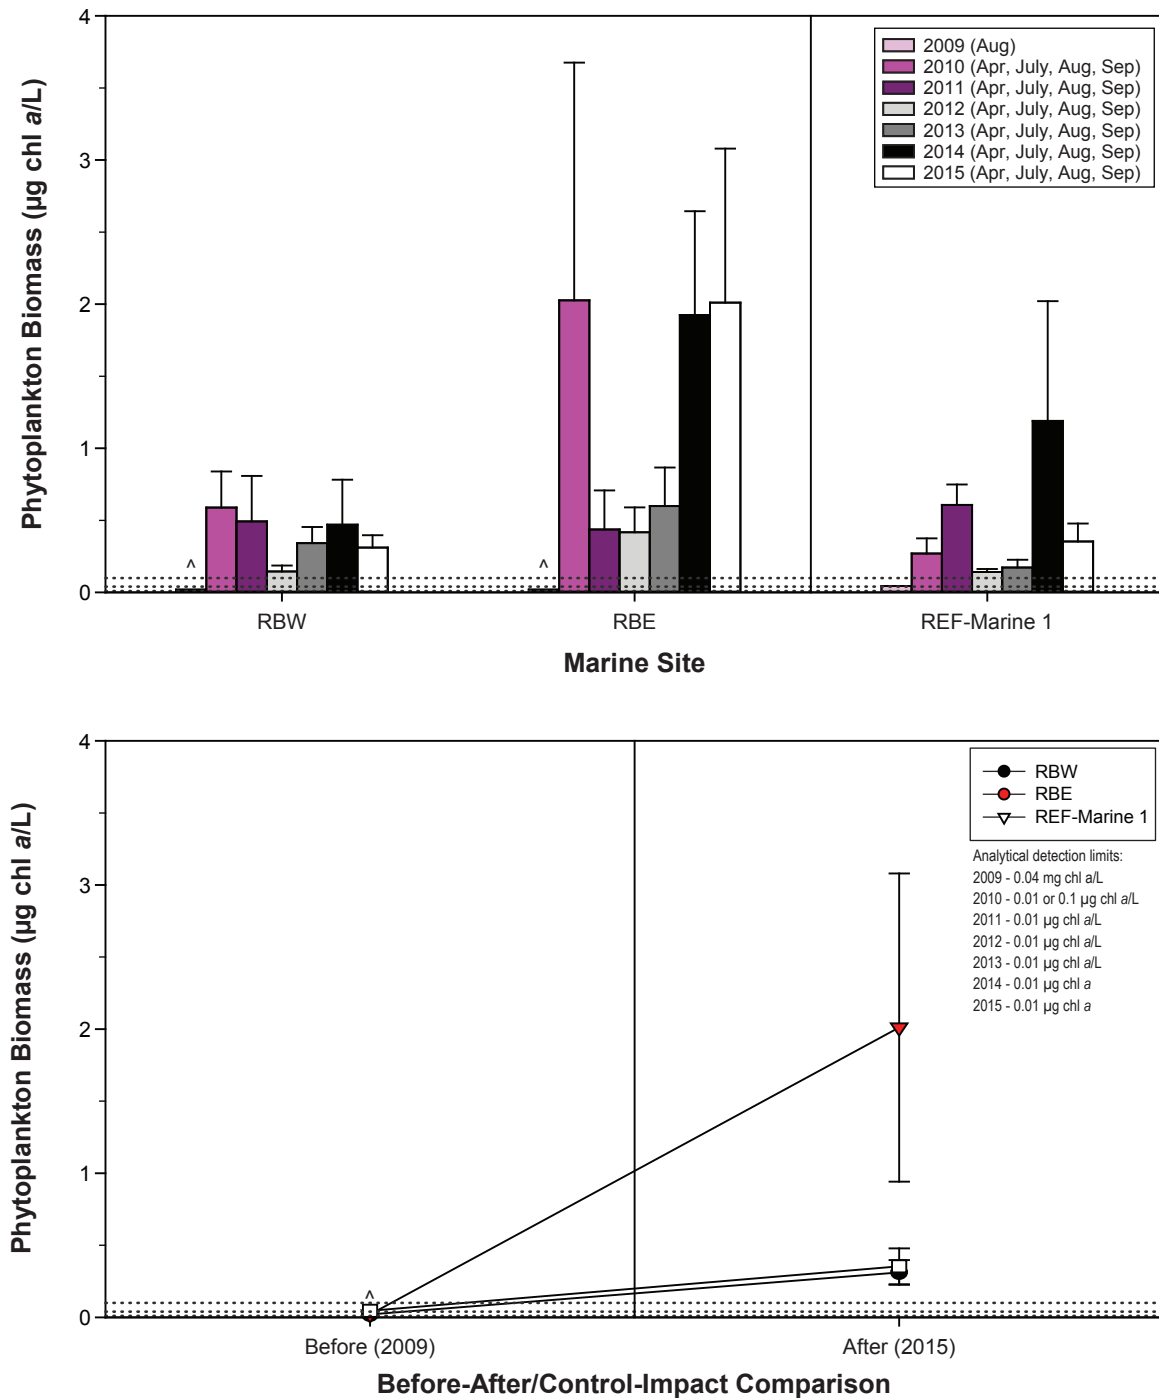 4
3
2
1
0
Phytoplankton Biomass (µg chl a/L)
2009 (Aug)
2010 (Apr, July, Aug, Sep)
2011 (Apr, July, Aug, Sep)
2012 (Apr, July, Aug, Sep)
2013 (Apr, July, Aug, Sep)
2014 (Apr, July, Aug, Sep)
2015 (Apr, July, Aug, Sep)
^
^
RBW
RBE
REF-Marine 1
Marine Site
4
3
2
1
0
Phytoplankton Biomass (µg chl a/L)
RBW
RBE
REF-Marine 1
Analytical detection limits:
2009 - 0.04 mg chl a/L
2010 - 0.01 or 0.1 µg chl a/L
2011 - 0.01 µg chl a/L
2012 - 0.01 µg chl a/L
2013 - 0.01 µg chl a/L
2014 - 0.01 µg chl a
2015 - 0.01 µg chl a
^
Before (2009)
After (2015)
Before-After/Control-Impact Comparison